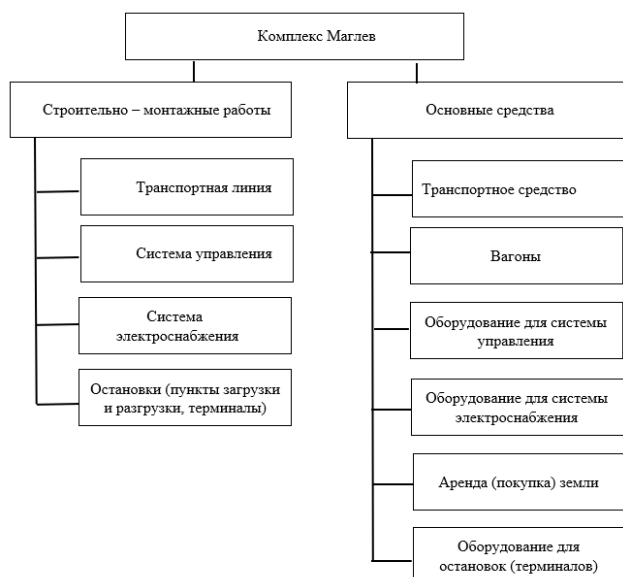 Комплекс Маглев
Строительно – монтажные работы
Транспортная линия
Система управления
Система
электроснабжения
Остановки (пункты загрузки
и разгрузки, терминалы)
Основные средства
Транспортное средство
Вагоны
Оборудование для системы
управления
Оборудование для системы
электроснабжения
Аренда (покупка) земли
Оборудование для
остановок (терминалов)